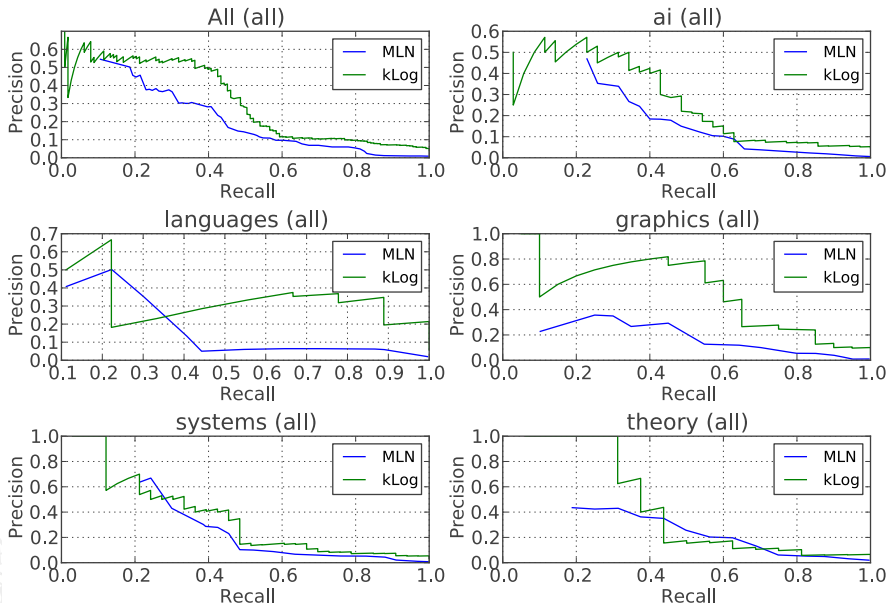 All (all)
Precision
0.6
0.5
0.4
0.3
0.2
0.1
0.0
MLN
kLog
0.0 0.2 0.4 0.6 0.8 1.0
Recall
ai (all)
Precision
0.6
0.5
0.4
0.3
0.2
0.1
0.0
MLN
kLog
0.0 0.2 0.4 0.6 0.8 1.0
Recall
languages (all)
Precision
0.7
0.6
0.5
0.4
0.3
0.2
0.1
0.0
MLN
kLog
0.1 0.2 0.3 0.4 0.5 0.6 0.7 0.8 0.9 1.0
Recall
graphics (all)
Precision
1.0
0.8
0.6
0.4
0.2
0.0
MLN
kLog
0.0 0.2 0.4 0.6 0.8 1.0
Recall
systems (all)
Precision
1.0
0.8
0.6
0.4
0.2
0.0
MLN
kLog
0.0 0.2 0.4 0.6 0.8 1.0
Recall
theory (all)
Precision
1.0
0.8
0.6
0.4
0.2
0.0
MLN
kLog
0.0 0.2 0.4 0.6 0.8 1.0
Recall